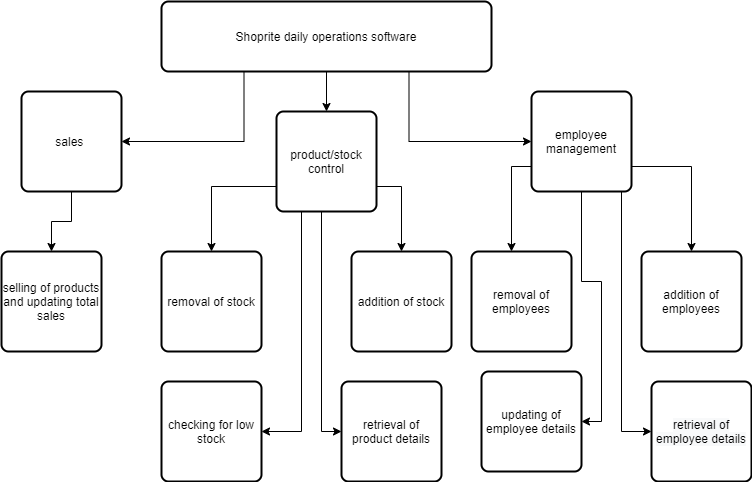 Shoprite daily operations software
sales
product/stock
control
employee
management
selling of products
and updating total
sales
removal of stock
addition of stock
removal of
employees
addition of
employees
checking for low
stock
retrieval of
product details
updating of
employee details
retrieval of
employee details